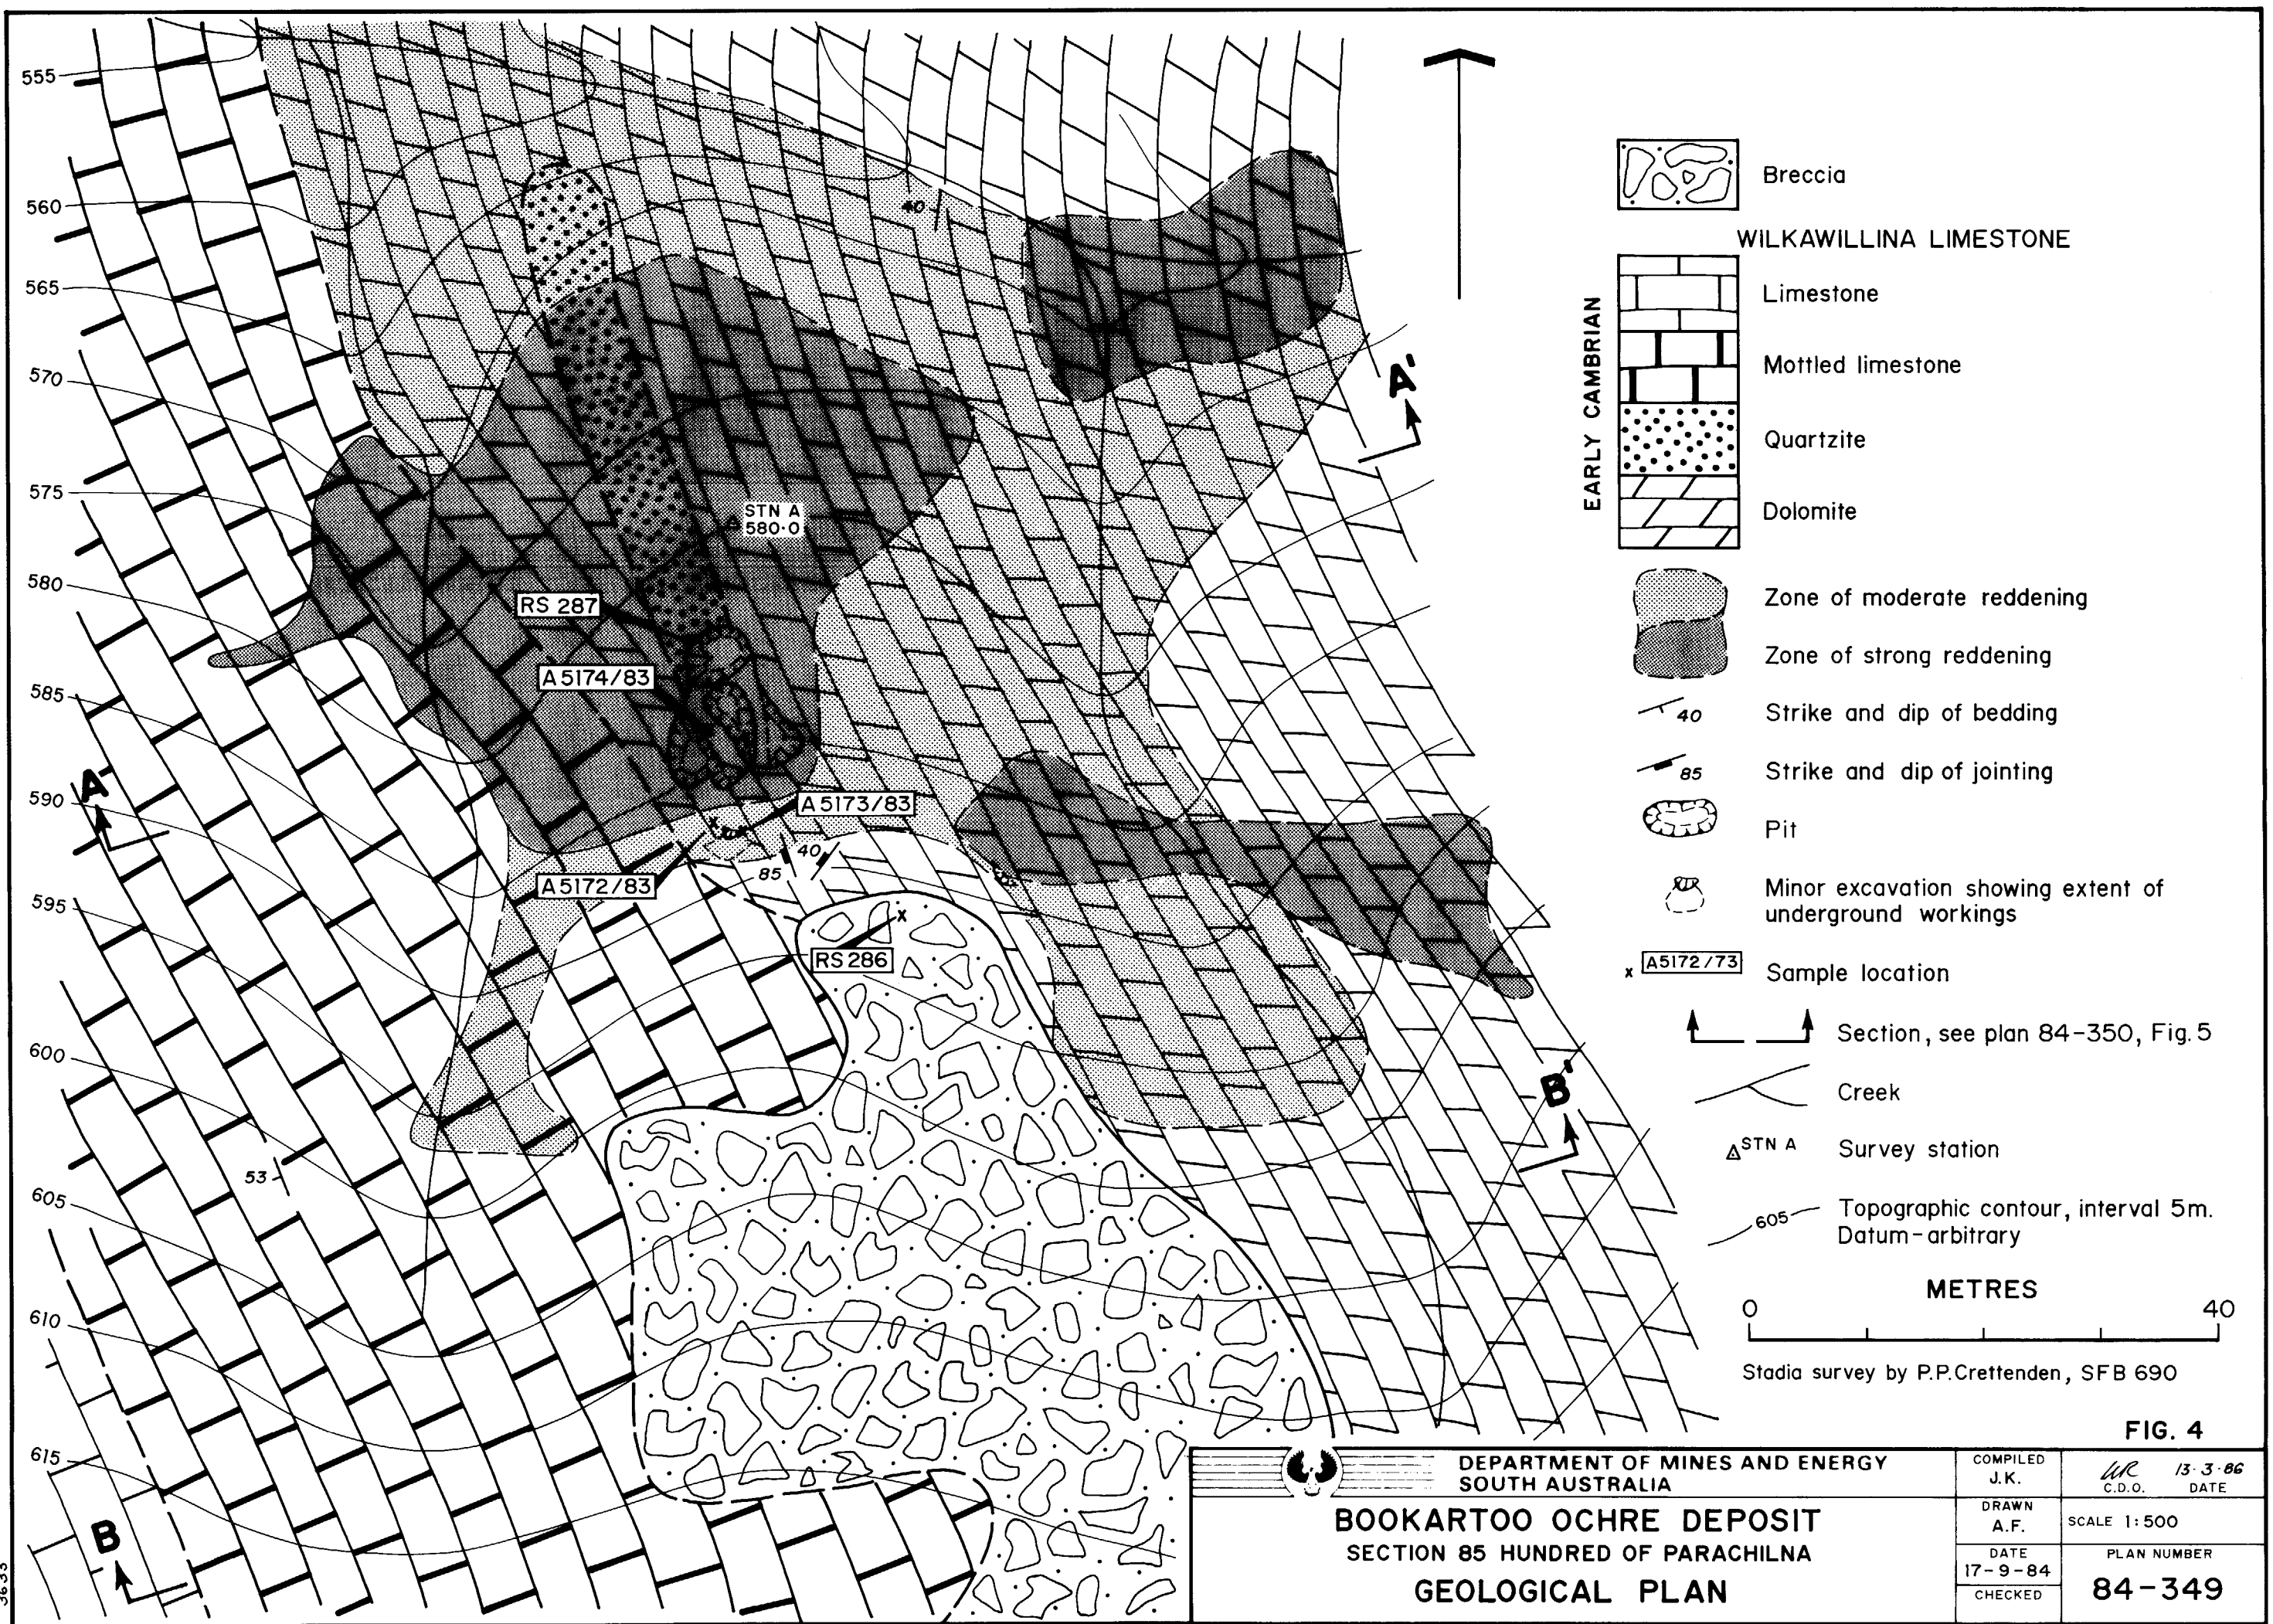 555
560
565
570
575
580
585
590
595
600
605
610
615
40
STN A
580·0
RS 287
A 5174/83
A 5173/83
A 5172/83
40
85
RS 286
53
A
A'
B
B'
Breccia
WILKAWILLINA LIMESTONE
EARLY CAMBRIAN
Limestone
Mottled limestone
Quartzite
Dolomite
Zone of moderate reddening
Zone of strong reddening
40 Strike and dip of bedding
85 Strike and dip of jointing
Pit
Minor excavation showing extent of
underground workings
x A5172/73 Sample location
Section, see plan 84-350, Fig. 5
Creek
STN A Survey station
605 Topographic contour, interval 5m.
Datum-arbitrary
METRES
0 40
Stadia survey by P.P.Crettenden, SFB 690
FIG. 4
DEPARTMENT OF MINES AND ENERGY
SOUTH AUSTRALIA
BOOKARTOO OCHRE DEPOSIT
SECTION 85 HUNDRED OF PARACHILNA
GEOLOGICAL PLAN
COMPILED
J.K.
DRAWN
A.F.
DATE
17-9-84
CHECKED
13·3·86
C.D.O. DATE
SCALE 1:500
PLAN NUMBER
84-349